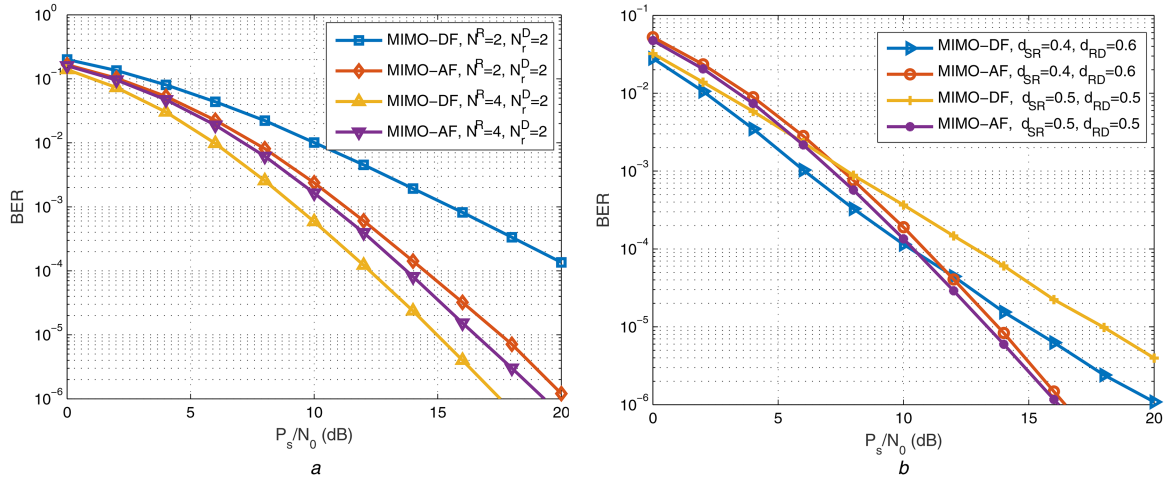 10⁰
10⁻¹
10⁻²
10⁻³
10⁻⁴
10⁻⁵
10⁻⁶
BER
0
5
10
15
20
P_s/N_0 (dB)
MIMO−DF, N^R=2, N_r^D=2
MIMO−AF, N^R=2, N_r^D=2
MIMO−DF, N^R=4, N_r^D=2
MIMO−AF, N^R=4, N_r^D=2
a
10⁻¹
10⁻²
10⁻³
10⁻⁴
10⁻⁵
10⁻⁶
BER
0
5
10
15
20
P_s/N_0 (dB)
MIMO−DF, d_SR=0.4, d_RD=0.6
MIMO−AF, d_SR=0.4, d_RD=0.6
MIMO−DF, d_SR=0.5, d_RD=0.5
MIMO−AF, d_SR=0.5, d_RD=0.5
b